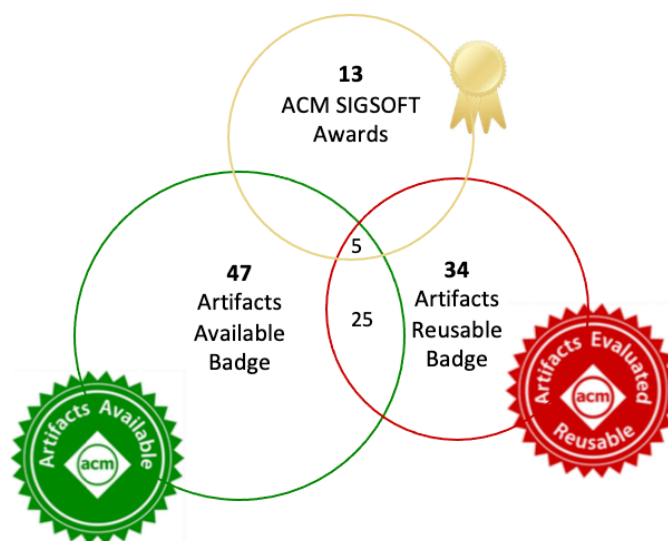 13
ACM SIGSOFT
Awards
5
47
Artifacts
Available
Badge
25
34
Artifacts
Reusable
Badge
Artifacts Available
acm
Artifacts Evaluated
acm
Reusable